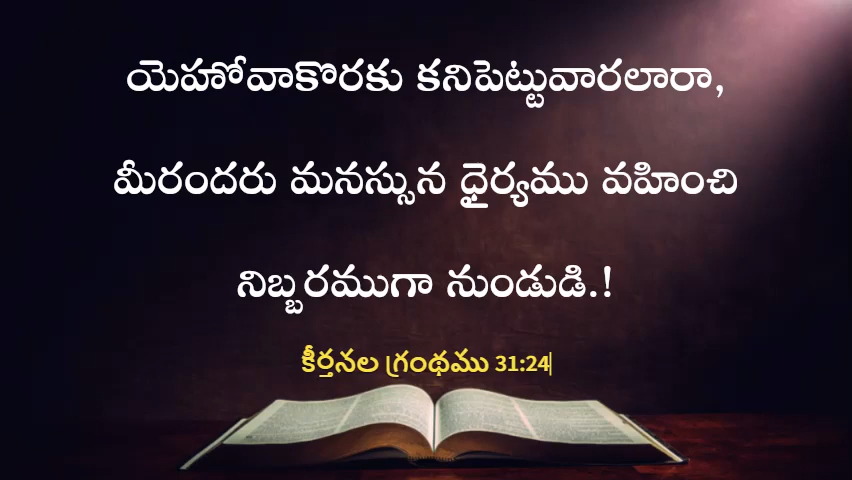 యెహోవాకొరకు కనిపెట్టువారలారా,
మీరందరు మనస్సున ధైర్యము వహించి
నిబ్బరముగా నుండుడి.!
కీర్తనల గ్రంథము 31:24|